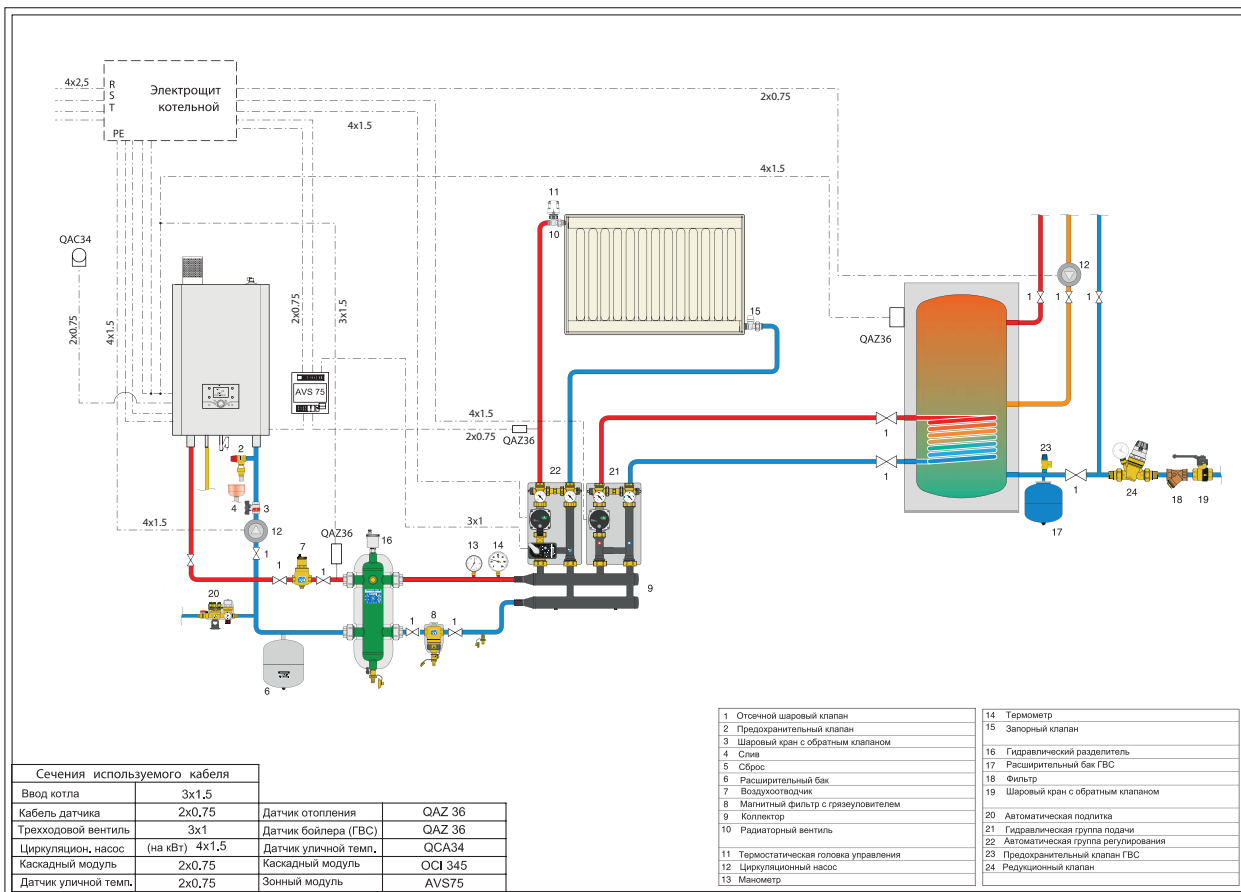 4x2,5
R
S
T
PE
Электрощит
котельной
2x0.75
4x1.5
4x1.5
QAC34
11
10
12
1
1
1
2x0.75
4x1.5
2x0.75
3x1.5
15
QAZ36
AVS 75
4x1.5
2x0.75
QAZ36
1
1
2
4
3
22
21
23
1
24
18
19
17
4x1.5
12
QAZ36
16
3x1
1
7
13
14
1
1
9
20
8
1
1
6
1 Отсечной шаровый клапан
2 Предохранительный клапан
3 Шаровый кран с обратным клапаном
4 Слив
5 Сброс
6 Расширительный бак
7 Воздухоотводчик
8 Магнитный фильтр с грязеуловителем
9 Коллектор
10 Радиаторный вентиль
11 Термостатическая головка управления
12 Циркуляционный насос
13 Манометр
14 Термометр
15 Запорный клапан
16 Гидравлический разделитель
17 Расширительный бак ГВС
18 Фильтр
19 Шаровый кран с обратным клапаном
20 Автоматическая подпитка
21 Гидравлическая группа подачи
22 Автоматическая группа регулирования
23 Предохранительный клапан ГВС
24 Редукционный клапан
Сечения используемого кабеля
Ввод котла 3x1.5
Кабель датчика 2x0.75 Датчик отопления QAZ 36
Трехходовой вентиль 3x1 Датчик бойлера (ГВС) QAZ 36
Циркуляцион. насос (на кВт) 4x1.5 Датчик уличной темп. QCA34
Каскадный модуль 2x0.75 Каскадный модуль OCI 345
Датчик уличной темп. 2x0.75 Зонный модуль AVS75